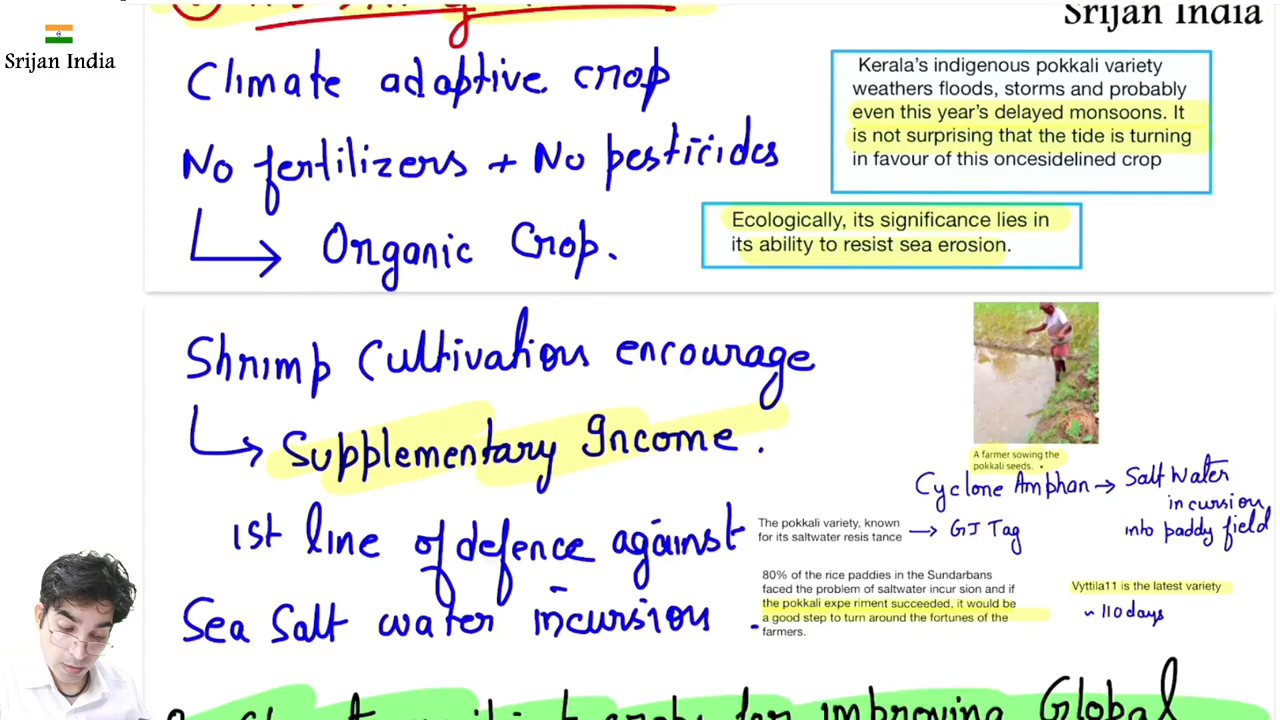 Srijan India
Srijan India
Climate adaptive crop
No fertilizers + No pesticides
Organic Crop.
Kerala's indigenous pokkali variety
weathers floods, storms and probably
even this year's delayed monsoons. It
is not surprising that the tide is turning
in favour of this oncesidelined crop
Ecologically, its significance lies in
its ability to resist sea erosion.
Shrimp Cultivations encourage
Supplementary Income.
A farmer sowing the
pokkali seeds.
Cyclone Amphan → Salt Water
incursion
into paddy field
1st line of defence against
Sea Salt water incursion
The pokkali variety, known
for its saltwater resis tance
→ GI Tag
80% of the rice paddies in the Sundarbans
faced the problem of saltwater incur sion and if
the pokkali expe riment succeeded, it would be
a good step to turn around the fortunes of the
farmers.
Vyttila11 is the latest variety
~ 110 days
for improving Global